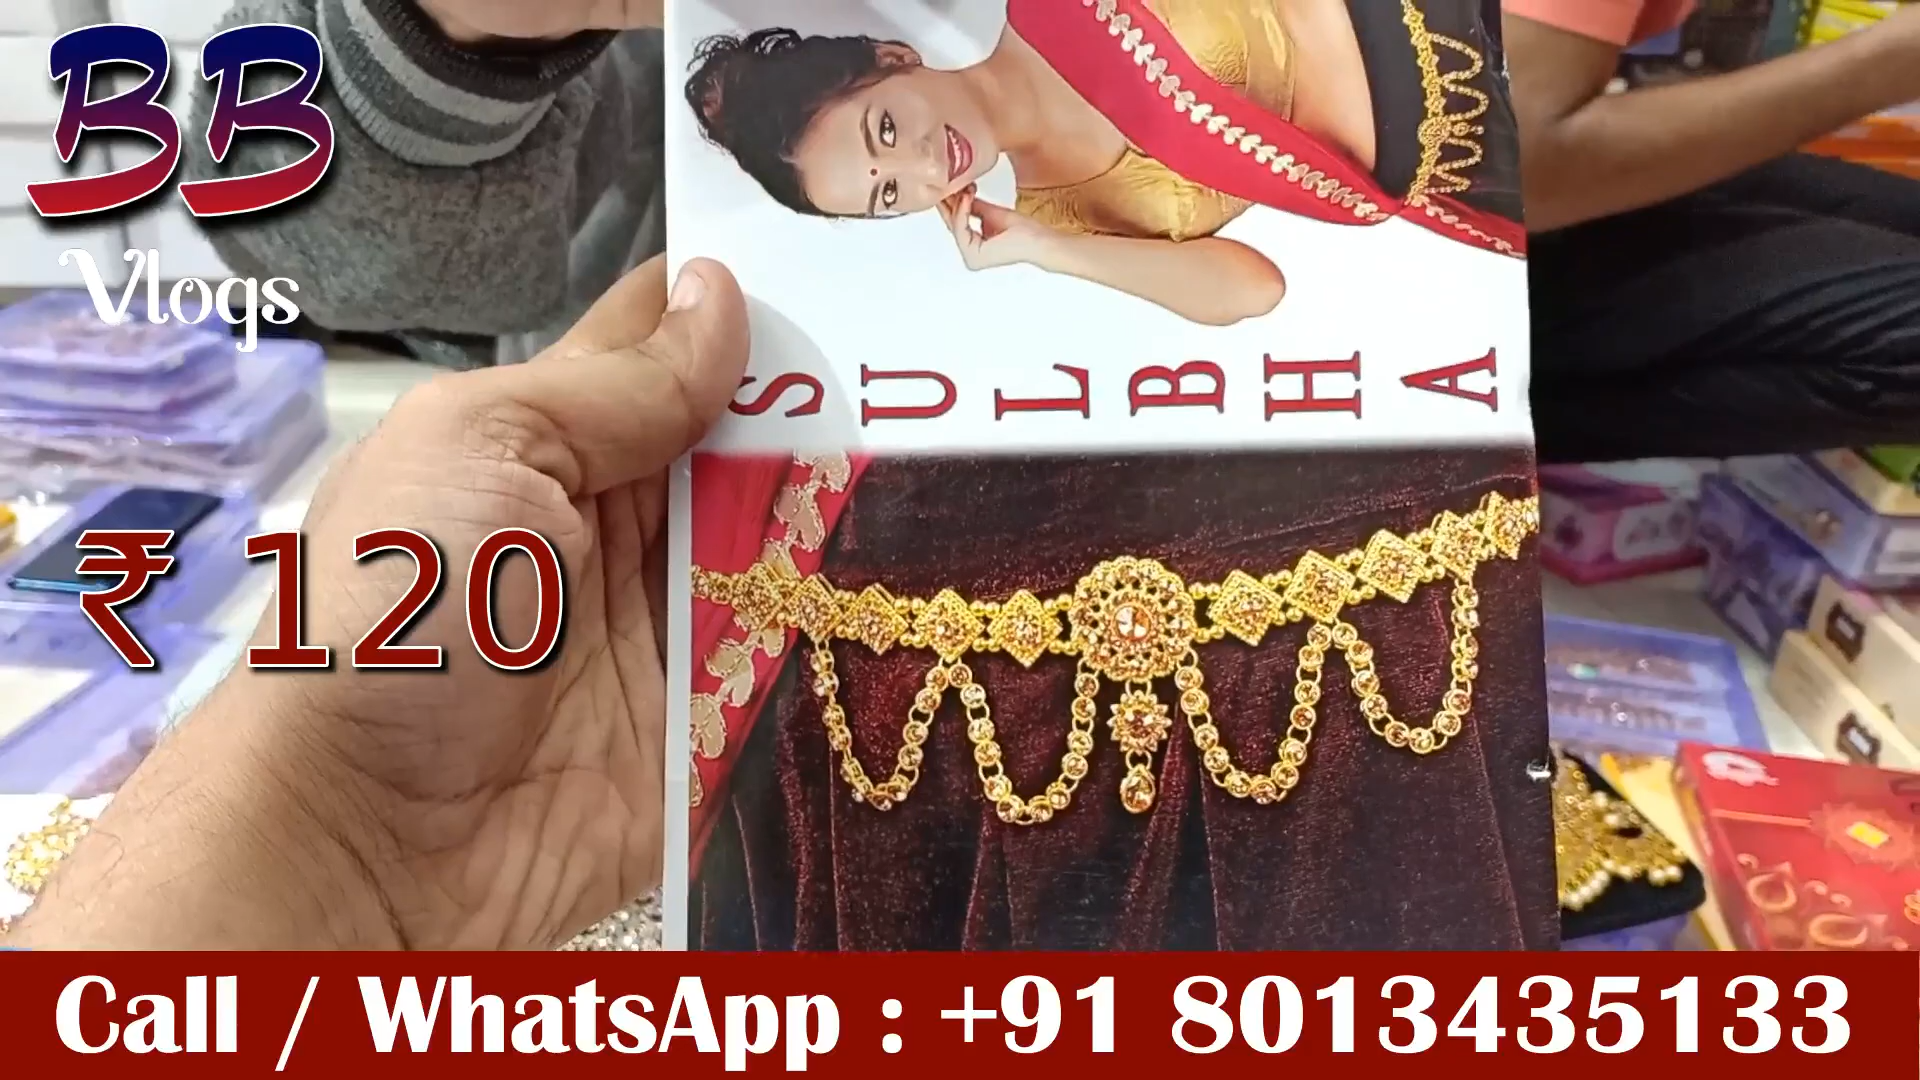 BB
Vlogs
SULBHA
₹ 120
Call / WhatsApp : +91 8013435133